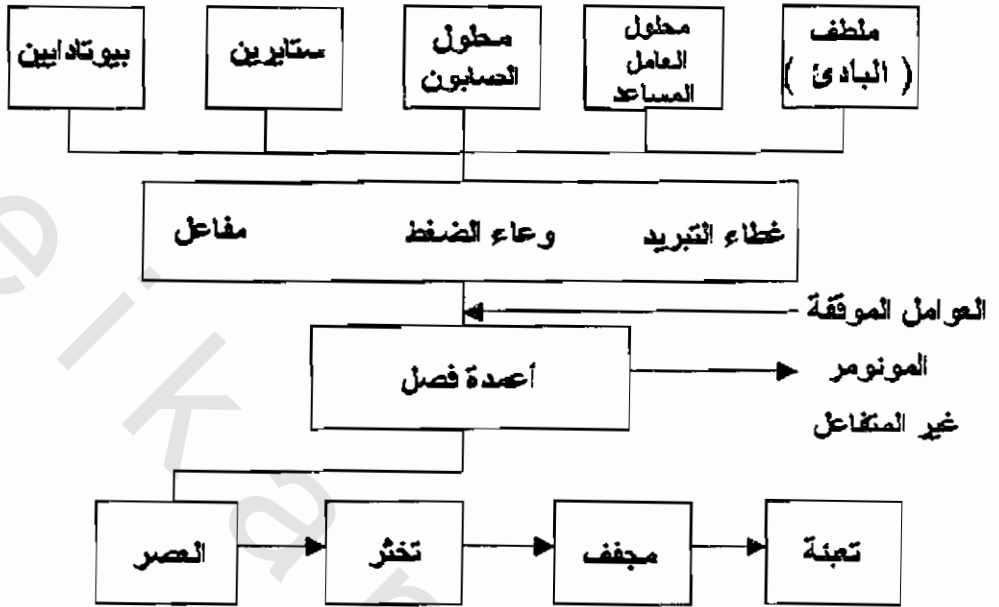 ملطف
( البادئ )
محلول
العامل
المساعد
محلول
الصابون
ستايرين
بيوتادايين
غطاء التبريد
وعاء الضغط
مفاعل
العوامل الموقفة
أعمدة فصل
المونومر
غير المتفاعل
العصر
تخثر
مجفف
تعبئة
e i k a